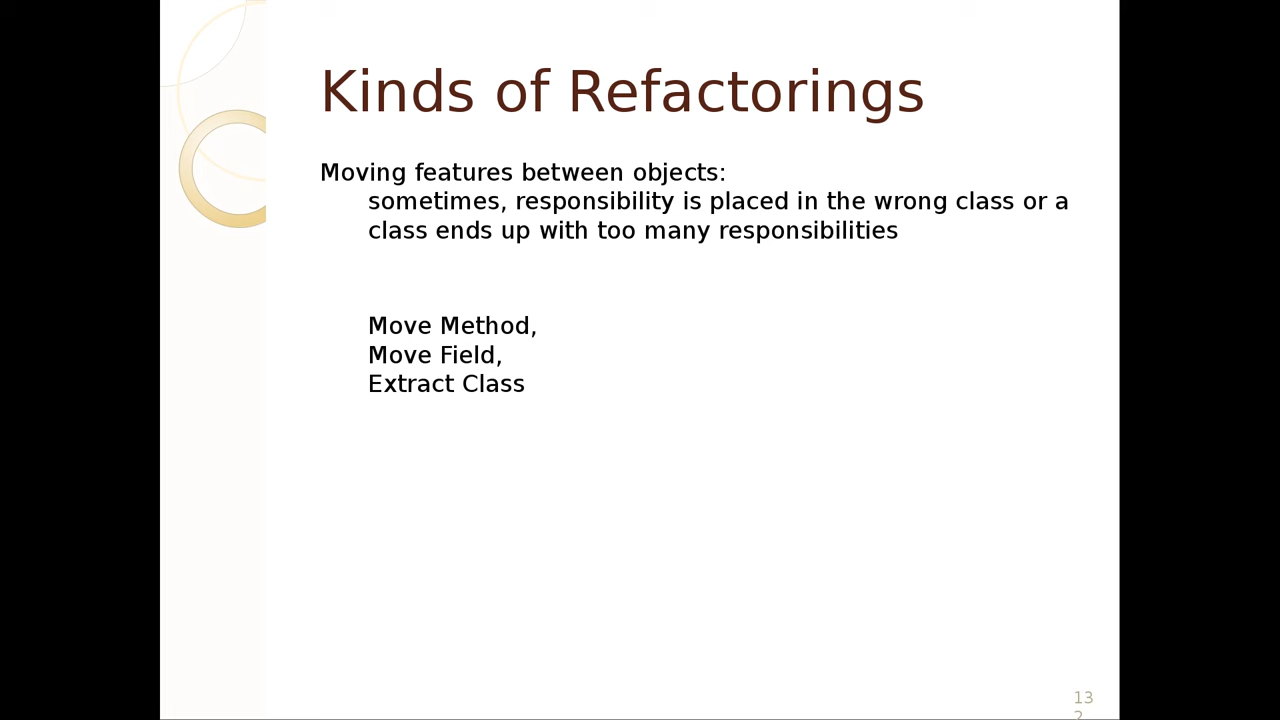 Kinds of Refactorings
Moving features between objects:
sometimes, responsibility is placed in the wrong class or a
class ends up with too many responsibilities
Move Method,
Move Field,
Extract Class
13
2